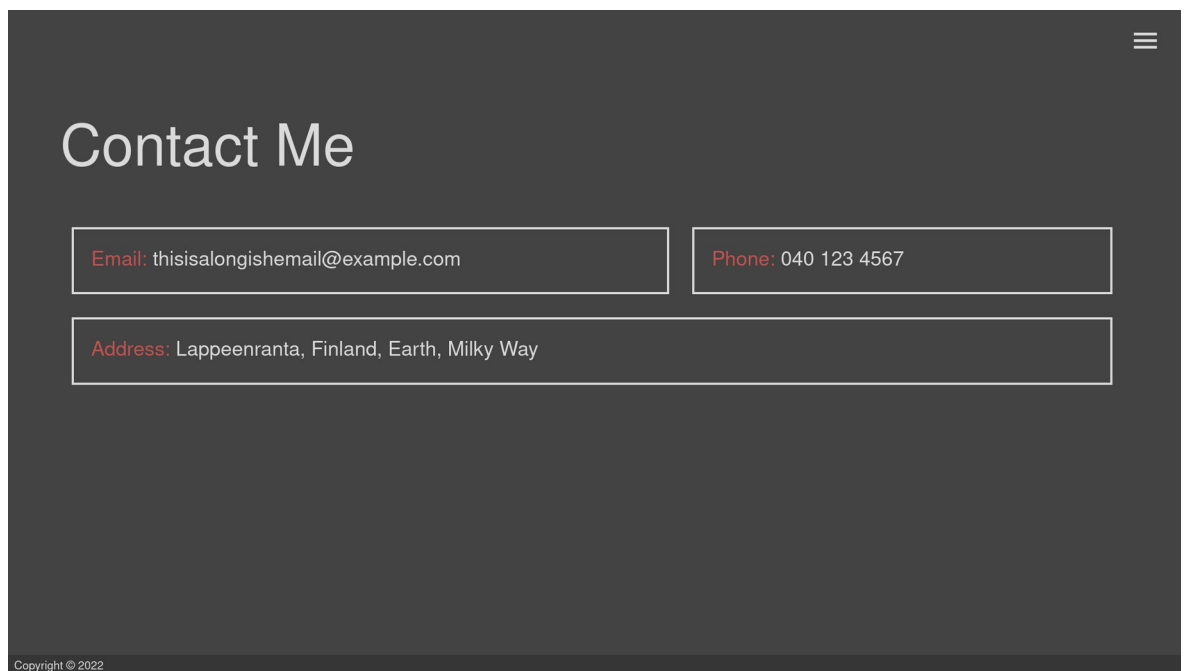 Contact Me
Email: thisisalongishemail@example.com
Phone: 040 123 4567
Address: Lappeenranta, Finland, Earth, Milky Way
Copyright © 2022